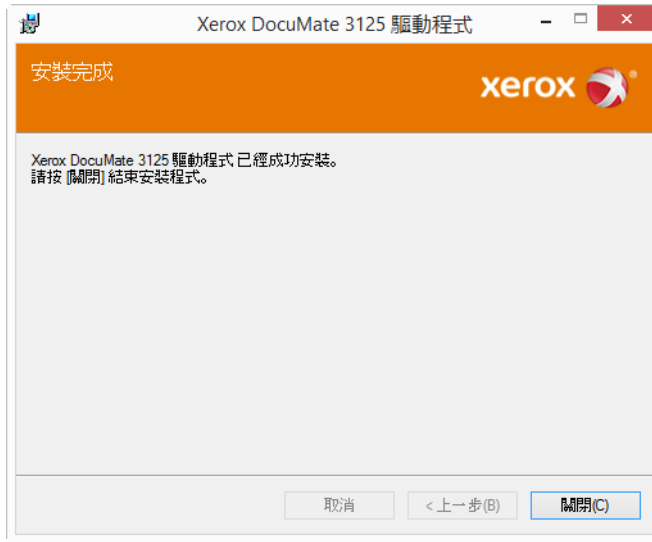 Xerox DocuMate 3125 驅動程式
安裝完成
xerox
Xerox DocuMate 3125 驅動程式 已經成功安裝。
請按 [關閉] 結束安裝程式。
取消
<上一步(B)
關閉(C)